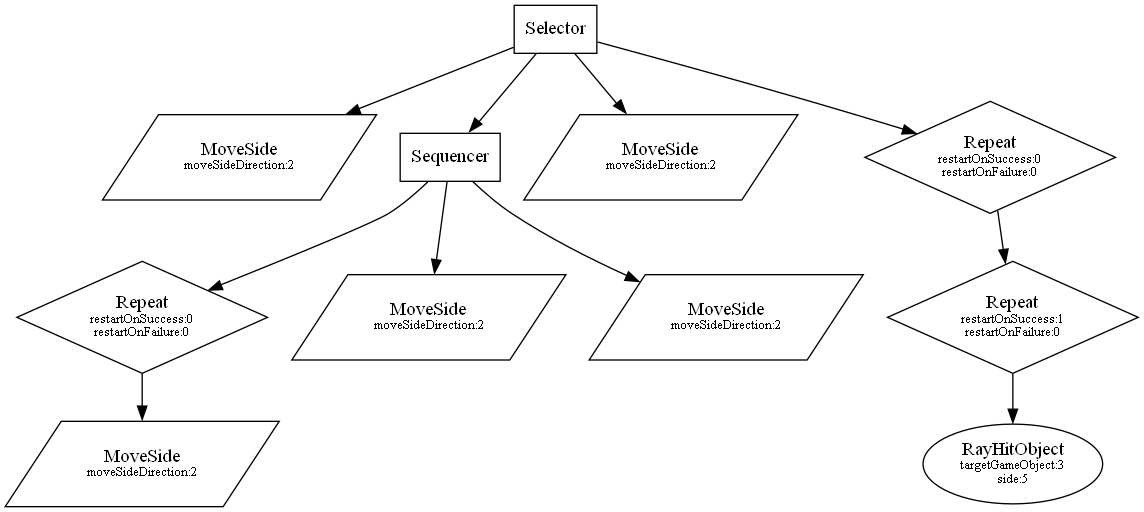 Selector
MoveSide
moveSideDirection:2
Sequencer
MoveSide
moveSideDirection:2
Repeat
restartOnSuccess:0
restartOnFailure:0
Repeat
restartOnSuccess:0
restartOnFailure:0
MoveSide
moveSideDirection:2
MoveSide
moveSideDirection:2
Repeat
restartOnSuccess:1
restartOnFailure:0
MoveSide
moveSideDirection:2
RayHitObject
targetGameObject:3
side:5